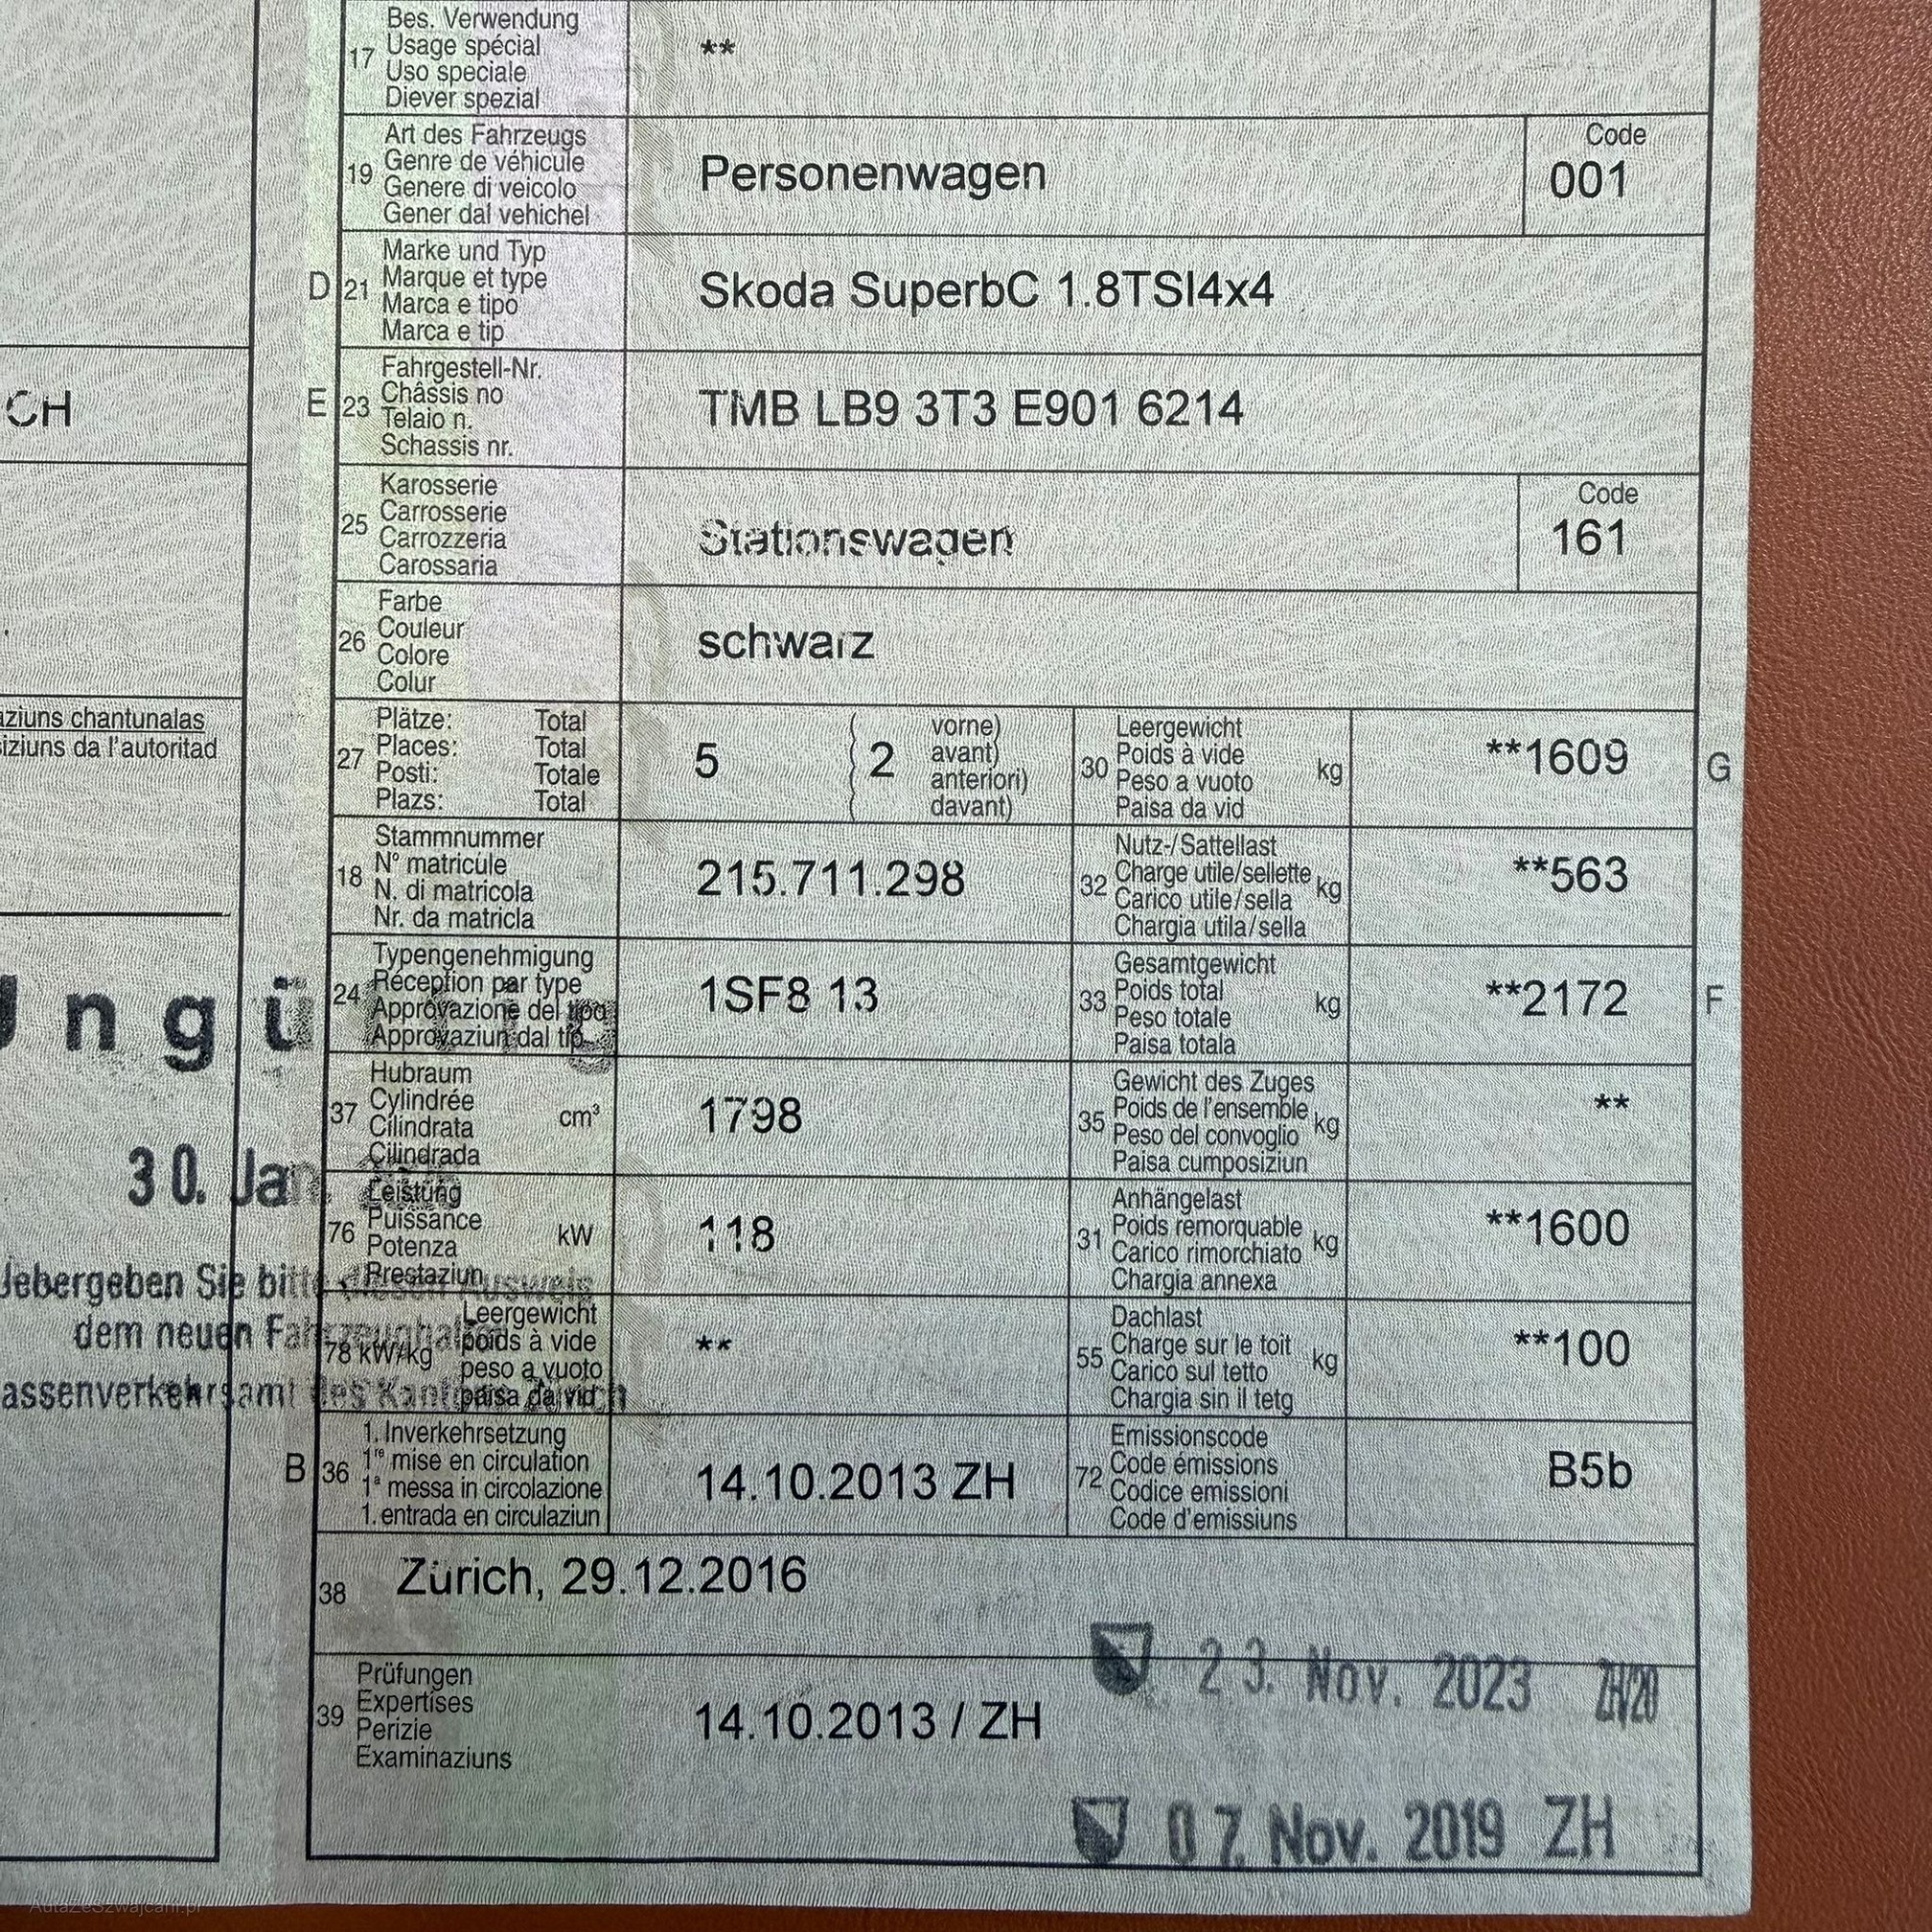 17
Bes. Verwendung
Usage spécial
Uso speciale
Diever spezial
**
19
Art des Fahrzeugs
Genre de véhicule
Genere di veicolo
Gener dal vehichel
Personenwagen
Code
001
D 21
Marke und Typ
Marque et type
Marca e tipo
Marca e tip
Skoda SuperbC 1.8TSI4x4
CH
E 23
Fahrgestell-Nr.
Châssis no
Telaio n.
Schassis nr.
TMB LB9 3T3 E901 6214
25
Karosserie
Carrosserie
Carrozzeria
Carossaria
Stationswagen
Code
161
26
Farbe
Couleur
Colore
Colur
schwarz
aziuns chantunalas
iziuns da l'autoritad
27
Plätze: Total
Places: Total
Posti: Totale
Plazs: Total
5 ( 2
vorne)
avant)
anteriori)
davant)
30
Leergewicht
Poids à vide
Peso a vuoto
Paisa da vid
kg
**1609
G
18
Stammnummer
N° matricule
N. di matricola
Nr. da matricla
215.711.298
32
Nutz-/Sattellast
Charge utile/sellette
Carico utile/sella
Chargia utila/sella
kg
**563
24
Typengenehmigung
Réception par type
Approvazione del tipo
Approvaziun dal tip
1SF8 13
33
Gesamtgewicht
Poids total
Peso totale
Paisa totala
kg
**2172
F
37
Hubraum
Cylindrée
Cilindrata
Cilindrada
cm³
1798
35
Gewicht des Zuges
Poids de l'ensemble
Peso del convoglio
Paisa cumposiziun
kg
**
76
Leistung
Puissance
Potenza
Prestaziun
kW
118
31
Anhängelast
Poids remorquable
Carico rimorchiato
Chargia annexa
kg
**1600
78 kW/kg
Leergewicht
poids à vide
peso a vuoto
paisa da vid
**
55
Dachlast
Charge sur le toit
Carico sul tetto
Chargia sin il tetg
kg
**100
B 36
1. Inverkehrsetzung
1re mise en circulation
1a messa in circolazione
1. entrada en circulaziun
14.10.2013 ZH
72
Emissionscode
Code émissions
Codice emissioni
Code d'emissiuns
B5b
Ungü
30. Jan
Uebergeben Sie bitte diesen Ausweis
dem neuen Fahrzeughalter
assenverkehrsamt des Kantons Zürich
38
Zürich, 29.12.2016
39
Prüfungen
Expertises
Perizie
Examinaziuns
14.10.2013 / ZH
23. Nov. 2023 ZH/20
07. Nov. 2019 ZH
AutaZeSzwajcarii.pl